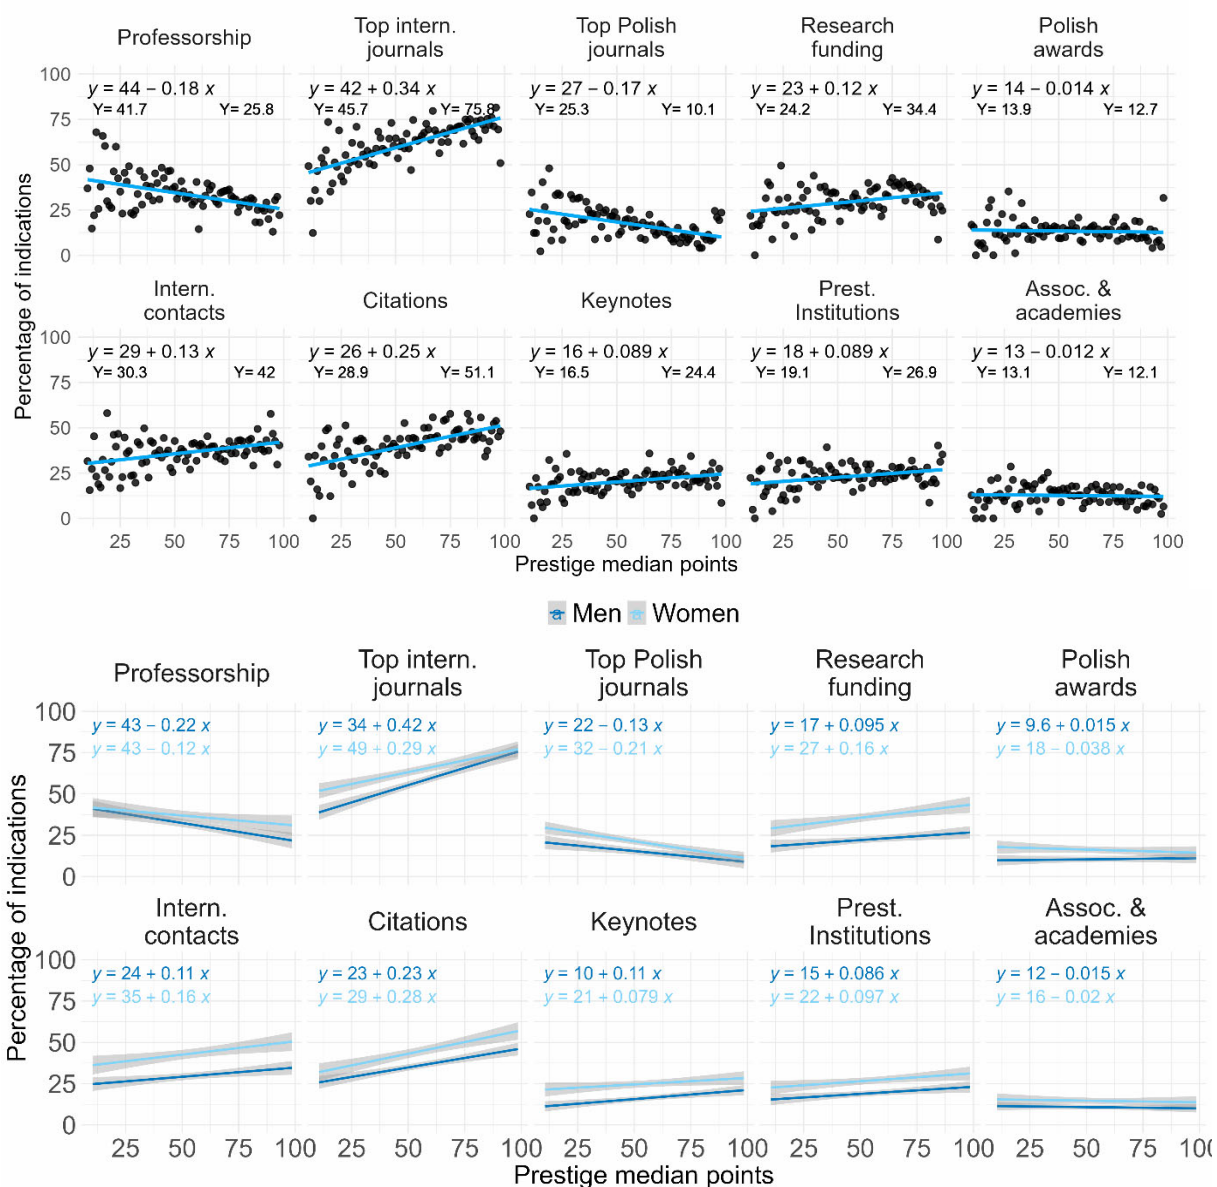 Professorship
Top intern.
journals
Top Polish
journals
Research
funding
Polish
awards
Percentage of indications
100
75
50
25
0
y = 44 − 0.18 x
Y= 41.7 Y= 25.8
y = 42 + 0.34 x
Y= 45.7 Y= 75.8
y = 27 − 0.17 x
Y= 25.3 Y= 10.1
y = 23 + 0.12 x
Y= 24.2 Y= 34.4
y = 14 − 0.014 x
Y= 13.9 Y= 12.7
Intern.
contacts
Citations
Keynotes
Prest.
Institutions
Assoc. &
academies
100
75
50
25
0
y = 29 + 0.13 x
Y= 30.3 Y= 42
y = 26 + 0.25 x
Y= 28.9 Y= 51.1
y = 16 + 0.089 x
Y= 16.5 Y= 24.4
y = 18 + 0.089 x
Y= 19.1 Y= 26.9
y = 13 − 0.012 x
Y= 13.1 Y= 12.1
25 50 75 100 25 50 75 100 25 50 75 100 25 50 75 100 25 50 75 100
Prestige median points
a Men a Women
Professorship
Top intern.
journals
Top Polish
journals
Research
funding
Polish
awards
Percentage of indications
100
75
50
25
0
y = 43 − 0.22 x
y = 43 − 0.12 x
y = 34 + 0.42 x
y = 49 + 0.29 x
y = 22 − 0.13 x
y = 32 − 0.21 x
y = 17 + 0.095 x
y = 27 + 0.16 x
y = 9.6 + 0.015 x
y = 18 − 0.038 x
Intern.
contacts
Citations
Keynotes
Prest.
Institutions
Assoc. &
academies
100
75
50
25
0
y = 24 + 0.11 x
y = 35 + 0.16 x
y = 23 + 0.23 x
y = 29 + 0.28 x
y = 10 + 0.11 x
y = 21 + 0.079 x
y = 15 + 0.086 x
y = 22 + 0.097 x
y = 12 − 0.015 x
y = 16 − 0.02 x
25 50 75 100 25 50 75 100 25 50 75 100 25 50 75 100 25 50 75 100
Prestige median points